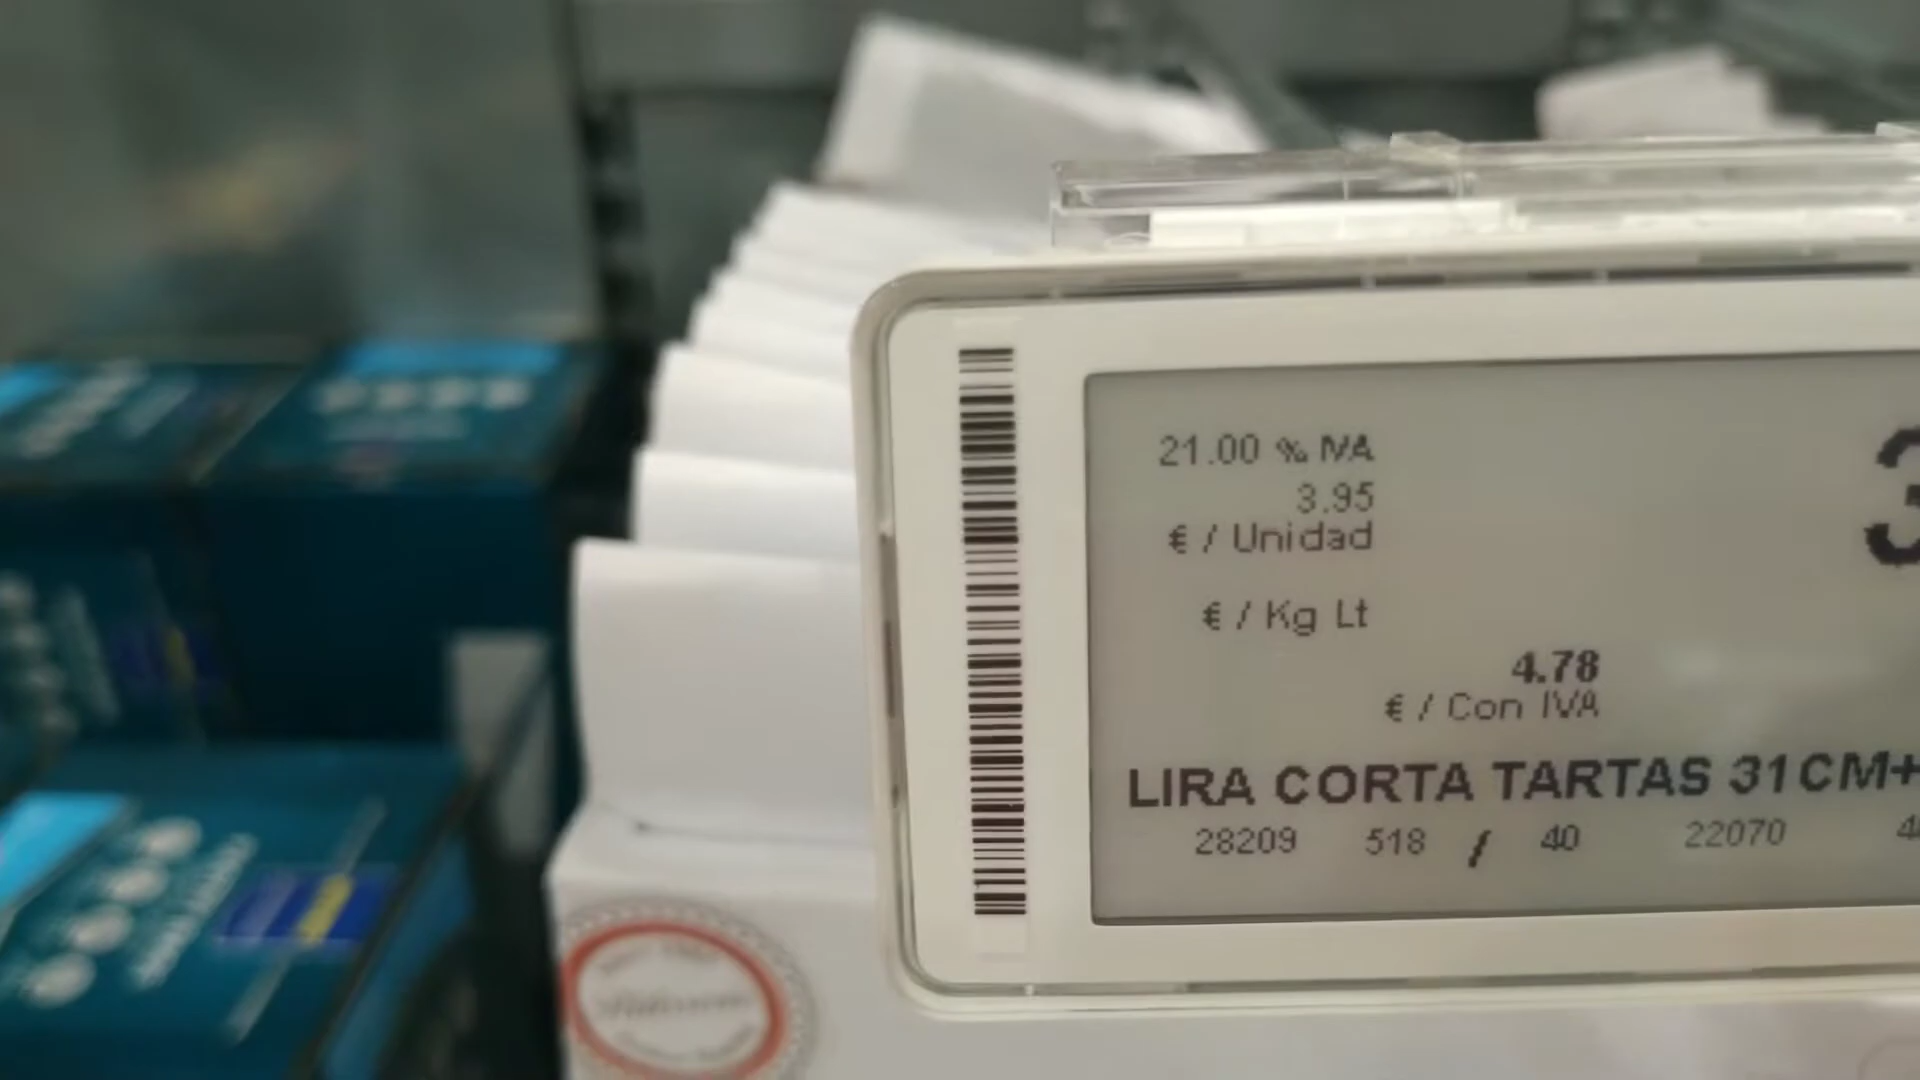 21.00 % IVA
3.95
€ / Unidad
3
€ / Kg Lt
4.78
€ / Con IVA
LIRA CORTA TARTAS 31CM+
28209 518 / 40 22070